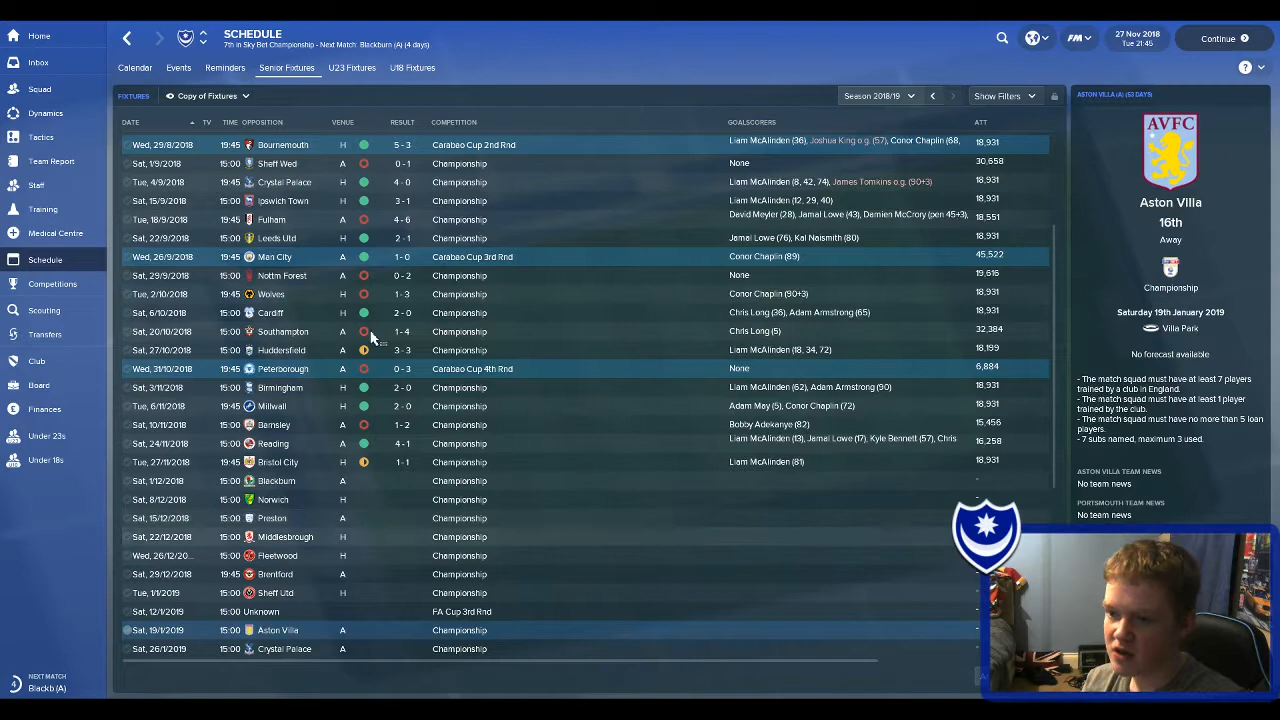 Home
SCHEDULE
7th in Sky Bet Championship - Next Match: Blackburn (A) (4 days)
FM
27 Nov 2018
Tue 21:45
Continue
Inbox
Calendar Events Reminders Senior Fixtures U23 Fixtures U18 Fixtures
Squad
FIXTURES Copy of Fixtures Season 2018/19 Show Filters
Dynamics
Tactics
Team Report
Staff
Training
Medical Centre
Schedule
Competitions
Scouting
Transfers
Club
Board
Finances
Under 23s
Under 18s
NEXT MATCH
Blackb (A)
DATE TV TIME OPPOSITION VENUE RESULT COMPETITION GOALSCORERS ATT
Wed, 29/8/2018 19:45 Bournemouth H 5 - 3 Carabao Cup 2nd Rnd Liam McAlinden (36), Joshua King o.g. (57), Conor Chaplin (68, 18,931
Sat, 1/9/2018 15:00 Sheff Wed A 0 - 1 Championship None 30,658
Tue, 4/9/2018 19:45 Crystal Palace H 4 - 0 Championship Liam McAlinden (8, 42, 74), James Tomkins o.g. (90+3) 18,931
Sat, 15/9/2018 15:00 Ipswich Town H 3 - 1 Championship Liam McAlinden (12, 29, 40) 18,931
Tue, 18/9/2018 19:45 Fulham A 4 - 6 Championship David Meyler (28), Jamal Lowe (43), Damien McCrory (pen 45+3), 18,551
Sat, 22/9/2018 15:00 Leeds Utd H 2 - 1 Championship Jamal Lowe (76), Kal Naismith (80) 18,931
Wed, 26/9/2018 19:45 Man City A 1 - 0 Carabao Cup 3rd Rnd Conor Chaplin (89) 45,522
Sat, 29/9/2018 15:00 Nottm Forest A 0 - 2 Championship None 19,616
Tue, 2/10/2018 19:45 Wolves H 1 - 3 Championship Conor Chaplin (90+3) 18,931
Sat, 6/10/2018 15:00 Cardiff H 2 - 0 Championship Chris Long (36), Adam Armstrong (65) 18,931
Sat, 20/10/2018 15:00 Southampton A 1 - 4 Championship Chris Long (5) 32,384
Sat, 27/10/2018 15:00 Huddersfield A 3 - 3 Championship Liam McAlinden (18, 34, 72) 18,199
Wed, 31/10/2018 19:45 Peterborough A 0 - 3 Carabao Cup 4th Rnd None 6,884
Sat, 3/11/2018 15:00 Birmingham H 2 - 0 Championship Liam McAlinden (62), Adam Armstrong (90) 18,931
Tue, 6/11/2018 19:45 Millwall H 2 - 0 Championship Adam May (5), Conor Chaplin (72) 18,931
Sat, 10/11/2018 15:00 Barnsley A 1 - 2 Championship Bobby Adekanye (82) 15,456
Sat, 24/11/2018 15:00 Reading A 4 - 1 Championship Liam McAlinden (13), Jamal Lowe (17), Kyle Bennett (57), Chris 16,258
Tue, 27/11/2018 19:45 Bristol City H 1 - 1 Championship Liam McAlinden (81) 18,931
Sat, 1/12/2018 15:00 Blackburn A Championship -
Sat, 8/12/2018 15:00 Norwich H Championship -
Sat, 15/12/2018 15:00 Preston A Championship
Sat, 22/12/2018 15:00 Middlesbrough H Championship
Wed, 26/12/20... 15:00 Fleetwood H Championship
Sat, 29/12/2018 19:45 Brentford A Championship
Tue, 1/1/2019 15:00 Sheff Utd H Championship
Sat, 12/1/2019 15:00 Unknown FA Cup 3rd Rnd
Sat, 19/1/2019 15:00 Aston Villa A Championship
Sat, 26/1/2019 15:00 Crystal Palace A Championship
ASTON VILLA (A) (53 DAYS)
AVFC
Aston Villa
16th
Away
Championship
Saturday 19th January 2019
Villa Park
No forecast available
- The match squad must have at least 7 players
trained by a club in England.
- The match squad must have at least 1 player
trained by the club.
- The match squad must have no more than 5 loan
players.
- 7 subs named, maximum 3 used.
ASTON VILLA TEAM NEWS
No team news
PORTSMOUTH TEAM NEWS
No team news